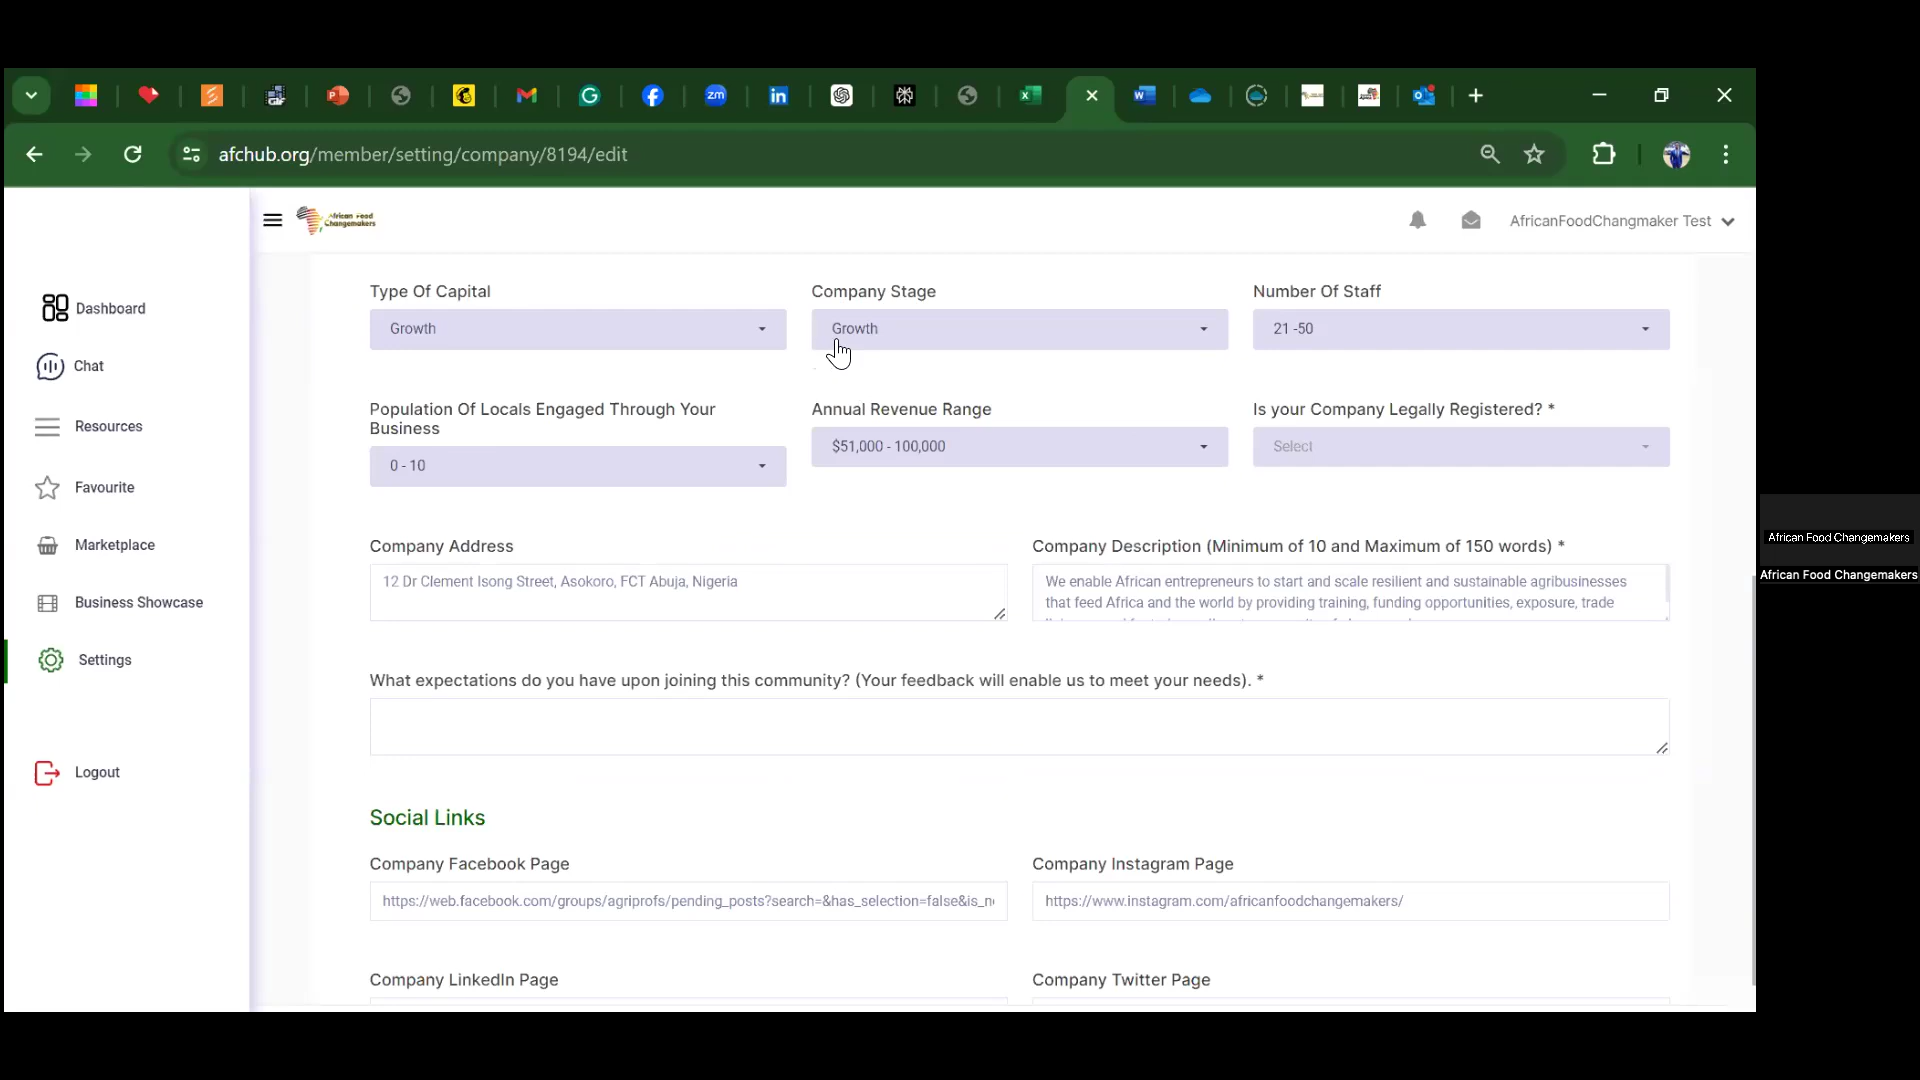 zm
afchub.org/member/setting/company/8194/edit
African Food
Changemakers
AfricanFoodChangmaker Test
Dashboard
Chat
Resources
Favourite
Marketplace
Business Showcase
Settings
Logout
Type Of Capital
Company Stage
Number Of Staff
Growth
Growth
21 -50
Population Of Locals Engaged Through Your
Business
Annual Revenue Range
Is your Company Legally Registered? *
0 - 10
$51,000 - 100,000
Select
Company Address
Company Description (Minimum of 10 and Maximum of 150 words) *
12 Dr Clement Isong Street, Asokoro, FCT Abuja, Nigeria
We enable African entrepreneurs to start and scale resilient and sustainable agribusinesses
that feed Africa and the world by providing training, funding opportunities, exposure, trade
What expectations do you have upon joining this community? (Your feedback will enable us to meet your needs). *
Social Links
Company Facebook Page
Company Instagram Page
https://web.facebook.com/groups/agriprofs/pending_posts?search=&has_selection=false&is_n
https://www.instagram.com/africanfoodchangemakers/
Company LinkedIn Page
Company Twitter Page
African Food Changemakers
African Food Changemakers